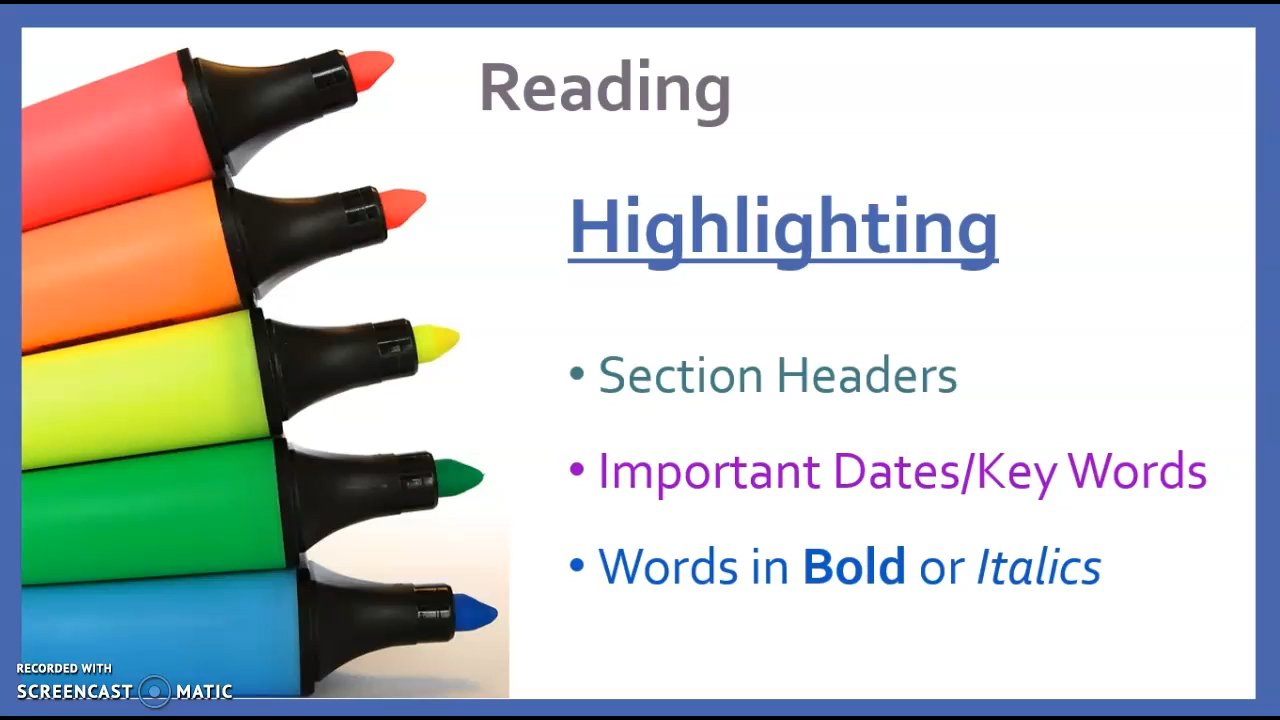 Reading
Highlighting
• Section Headers
• Important Dates/Key Words
• Words in Bold or Italics
RECORDED WITH
SCREENCAST MATIC